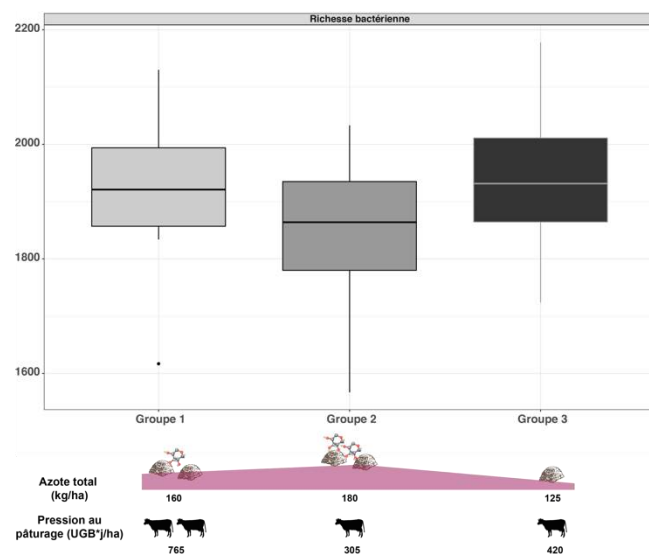 Richesse bactérienne
2200
2000
1800
1600
Groupe 1 Groupe 2 Groupe 3
Azote total
(kg/ha)
160 180 125
Pression au
pâturage (UGB*j/ha)
765 305 420